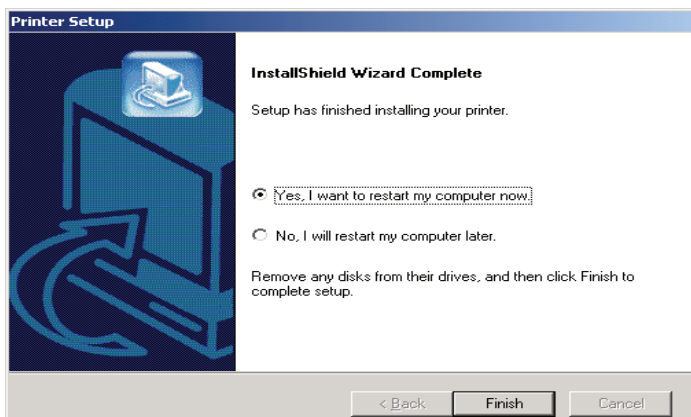 Printer Setup
InstallShield Wizard Complete
Setup has finished installing your printer.
Yes, I want to restart my computer now.
No, I will restart my computer later.
Remove any disks from their drives, and then click Finish to
complete setup.
< Back
Finish
Cancel